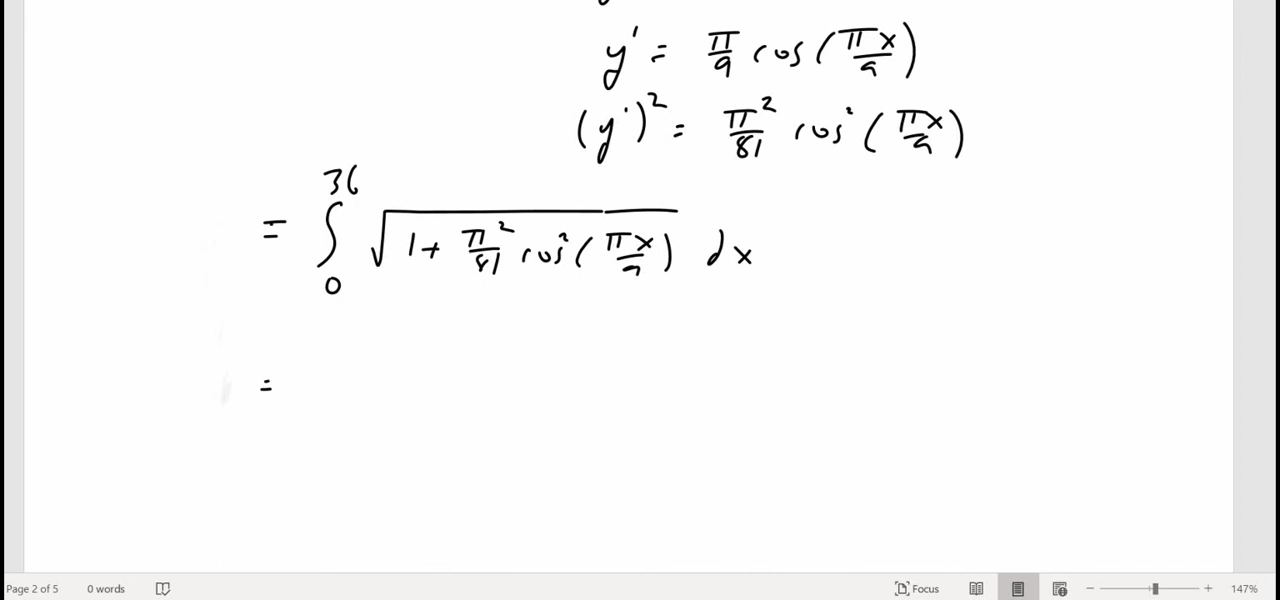 y' = π/9 cos(πx/9)
(y')² = π²/81 cos²(πx/9)
= ∫₀³⁶ √(1 + π²/81 cos²(πx/9)) dx
=
Page 2 of 5 0 words Focus 147%